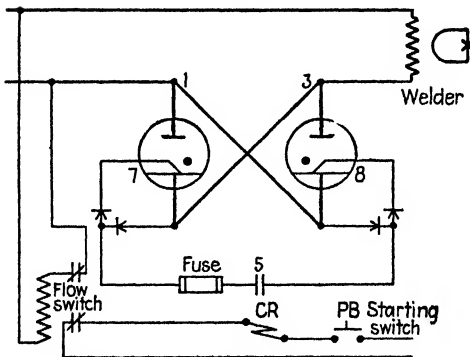 1
3
Welder
7
8
Fuse
5
Flow
switch
CR
PB
Starting
switch